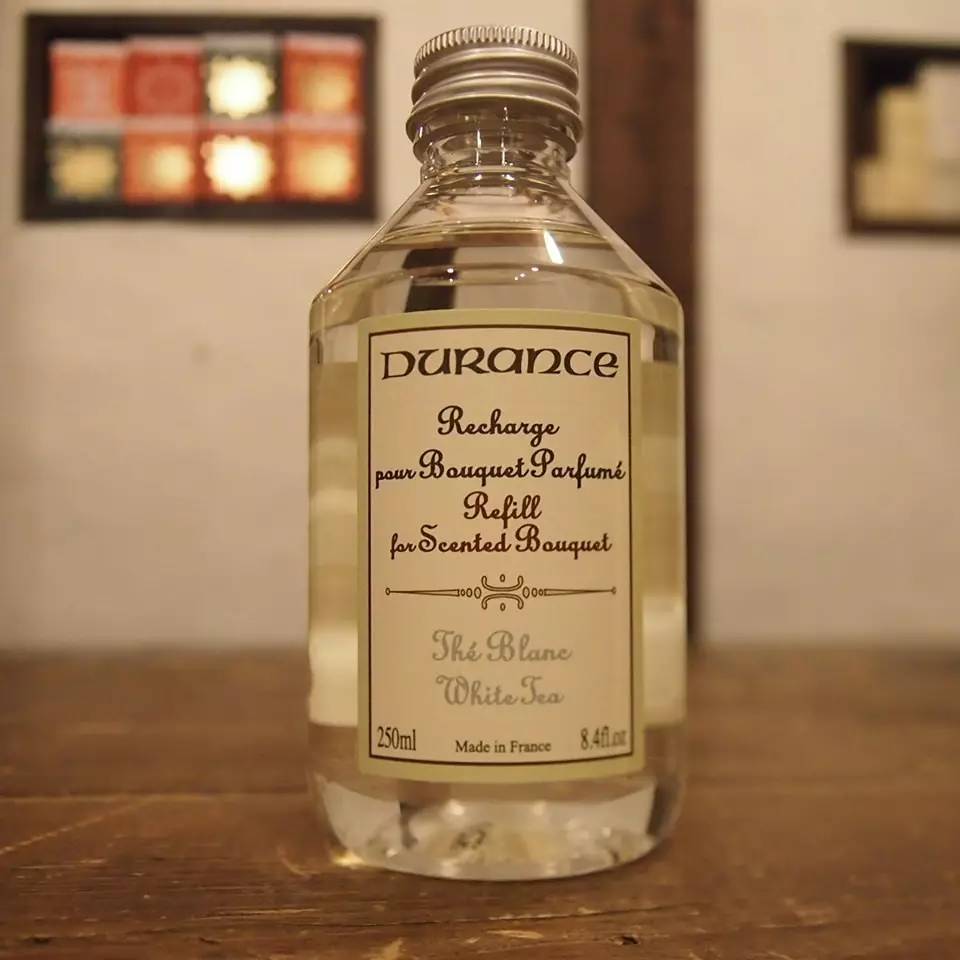 DURANCE
Recharge
pour Bouquet Parfumé
Refill
for Scented Bouquet
Thé Blanc
White Tea
250ml Made in France 8.4fl.oz